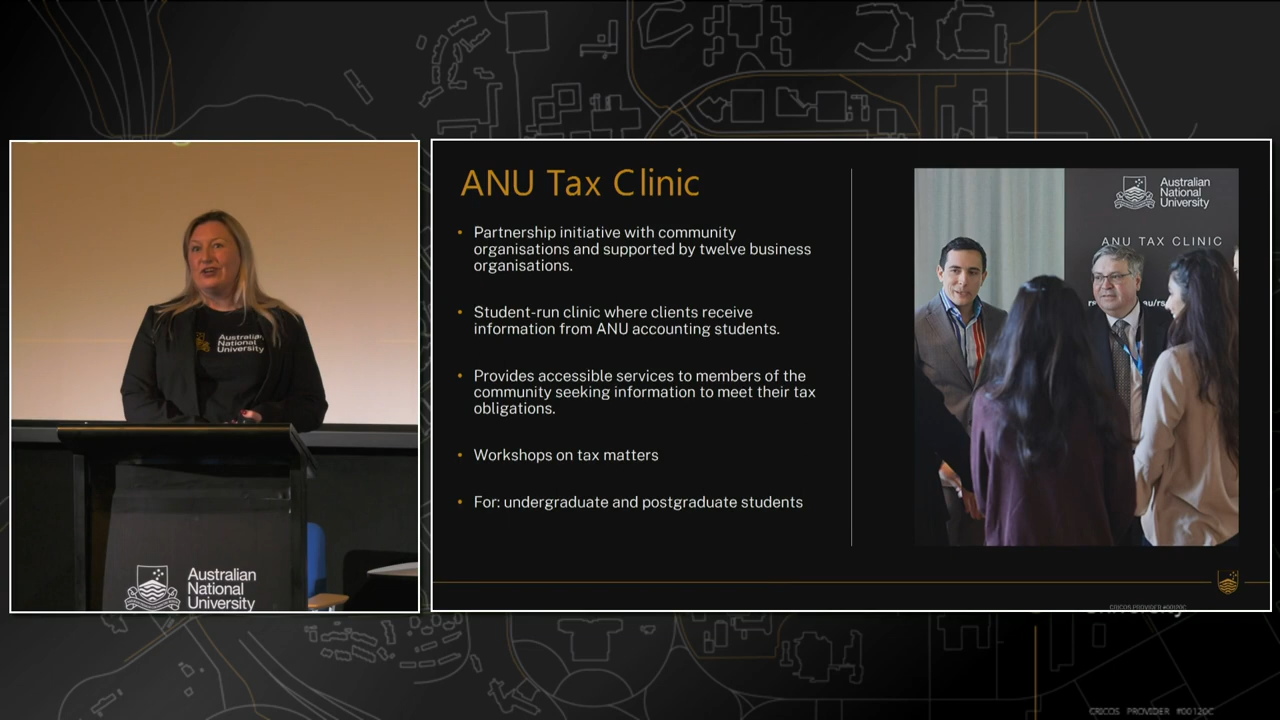 Australian
National
University
Australian
National
University
ANU Tax Clinic
• Partnership initiative with community
organisations and supported by twelve business
organisations.
• Student-run clinic where clients receive
information from ANU accounting students.
• Provides accessible services to members of the
community seeking information to meet their tax
obligations.
• Workshops on tax matters
• For: undergraduate and postgraduate students
Australian
National
University
ANU TAX CLINIC
CRICOS PROVIDER #00120C
CRICOS PROVIDER #00120C